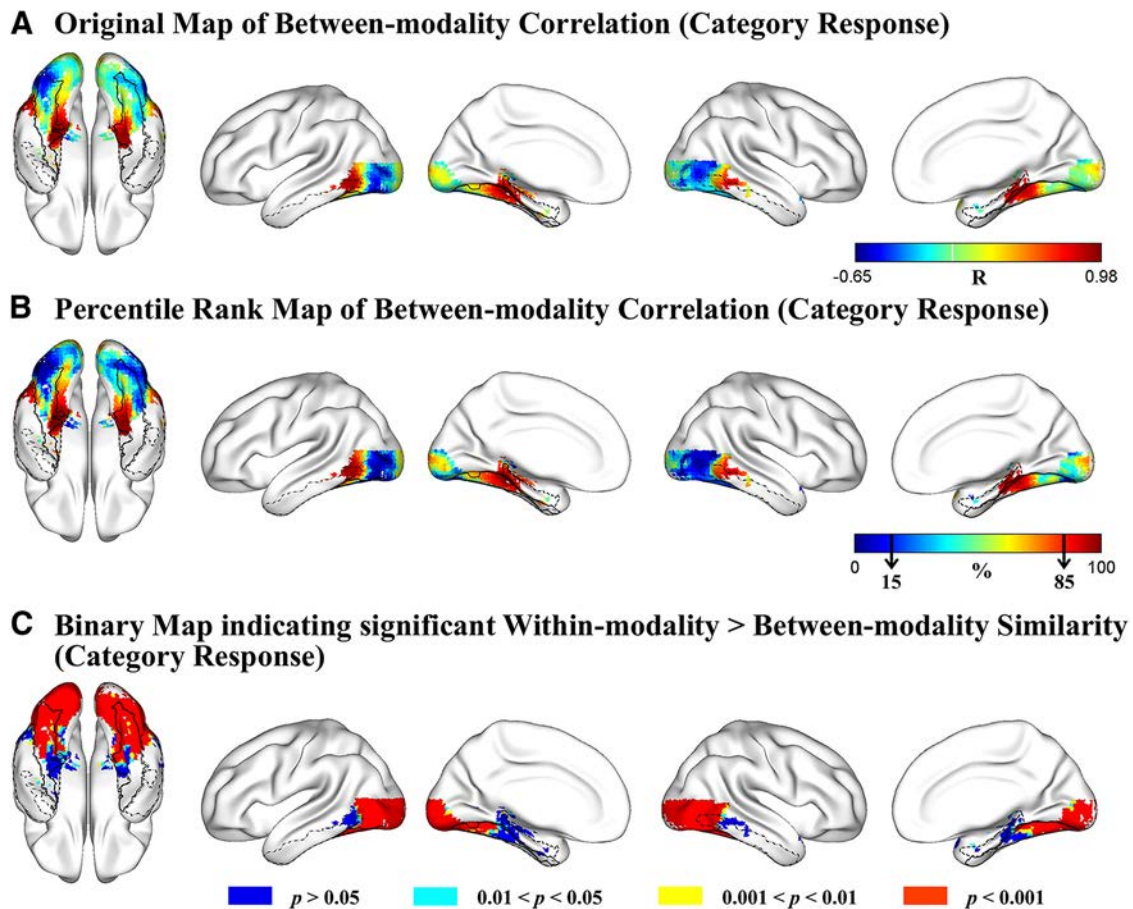 A Original Map of Between-modality Correlation (Category Response)
-0.65 R 0.98
B Percentile Rank Map of Between-modality Correlation (Category Response)
0 15 % 85 100
C Binary Map indicating significant Within-modality > Between-modality Similarity
(Category Response)
p > 0.05 0.01 < p < 0.05 0.001 < p < 0.01 p < 0.001